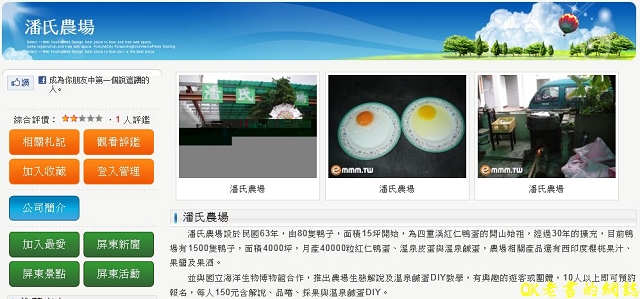 潘氏農場
讚
成為你朋友中第一個說這讚的
人。
綜合評價：
，1 人評鑑
相關札記
觀看評鑑
加入收藏
登入管理
公司簡介
加入最愛
屏東新聞
屏東景點
屏東活動
潘氏
emmm.tw
emmm.tw
潘氏農場
潘氏農場
潘氏農場
潘氏農場
潘氏農場設於民國63年，由80隻鴨子，面積15坪開始，為四重溪紅仁鴨蛋的開山始祖，經過30年的擴充，目前鴨
場有1500隻鴨子，面積4000坪，月產40000粒紅仁鴨蛋、溫泉皮蛋與溫泉鹹蛋，農場相關產品還有西印度櫻桃果汁、
果醬及果酒。
並與國立海洋生物博物館合作，推出農場生態解說及溫泉鹹蛋DIY教學，有興趣的遊客或團體，10人以上即可預約
報名，每人150元含解說、品嚐、採果與溫泉鹹蛋DIY。
QK老爹的網誌